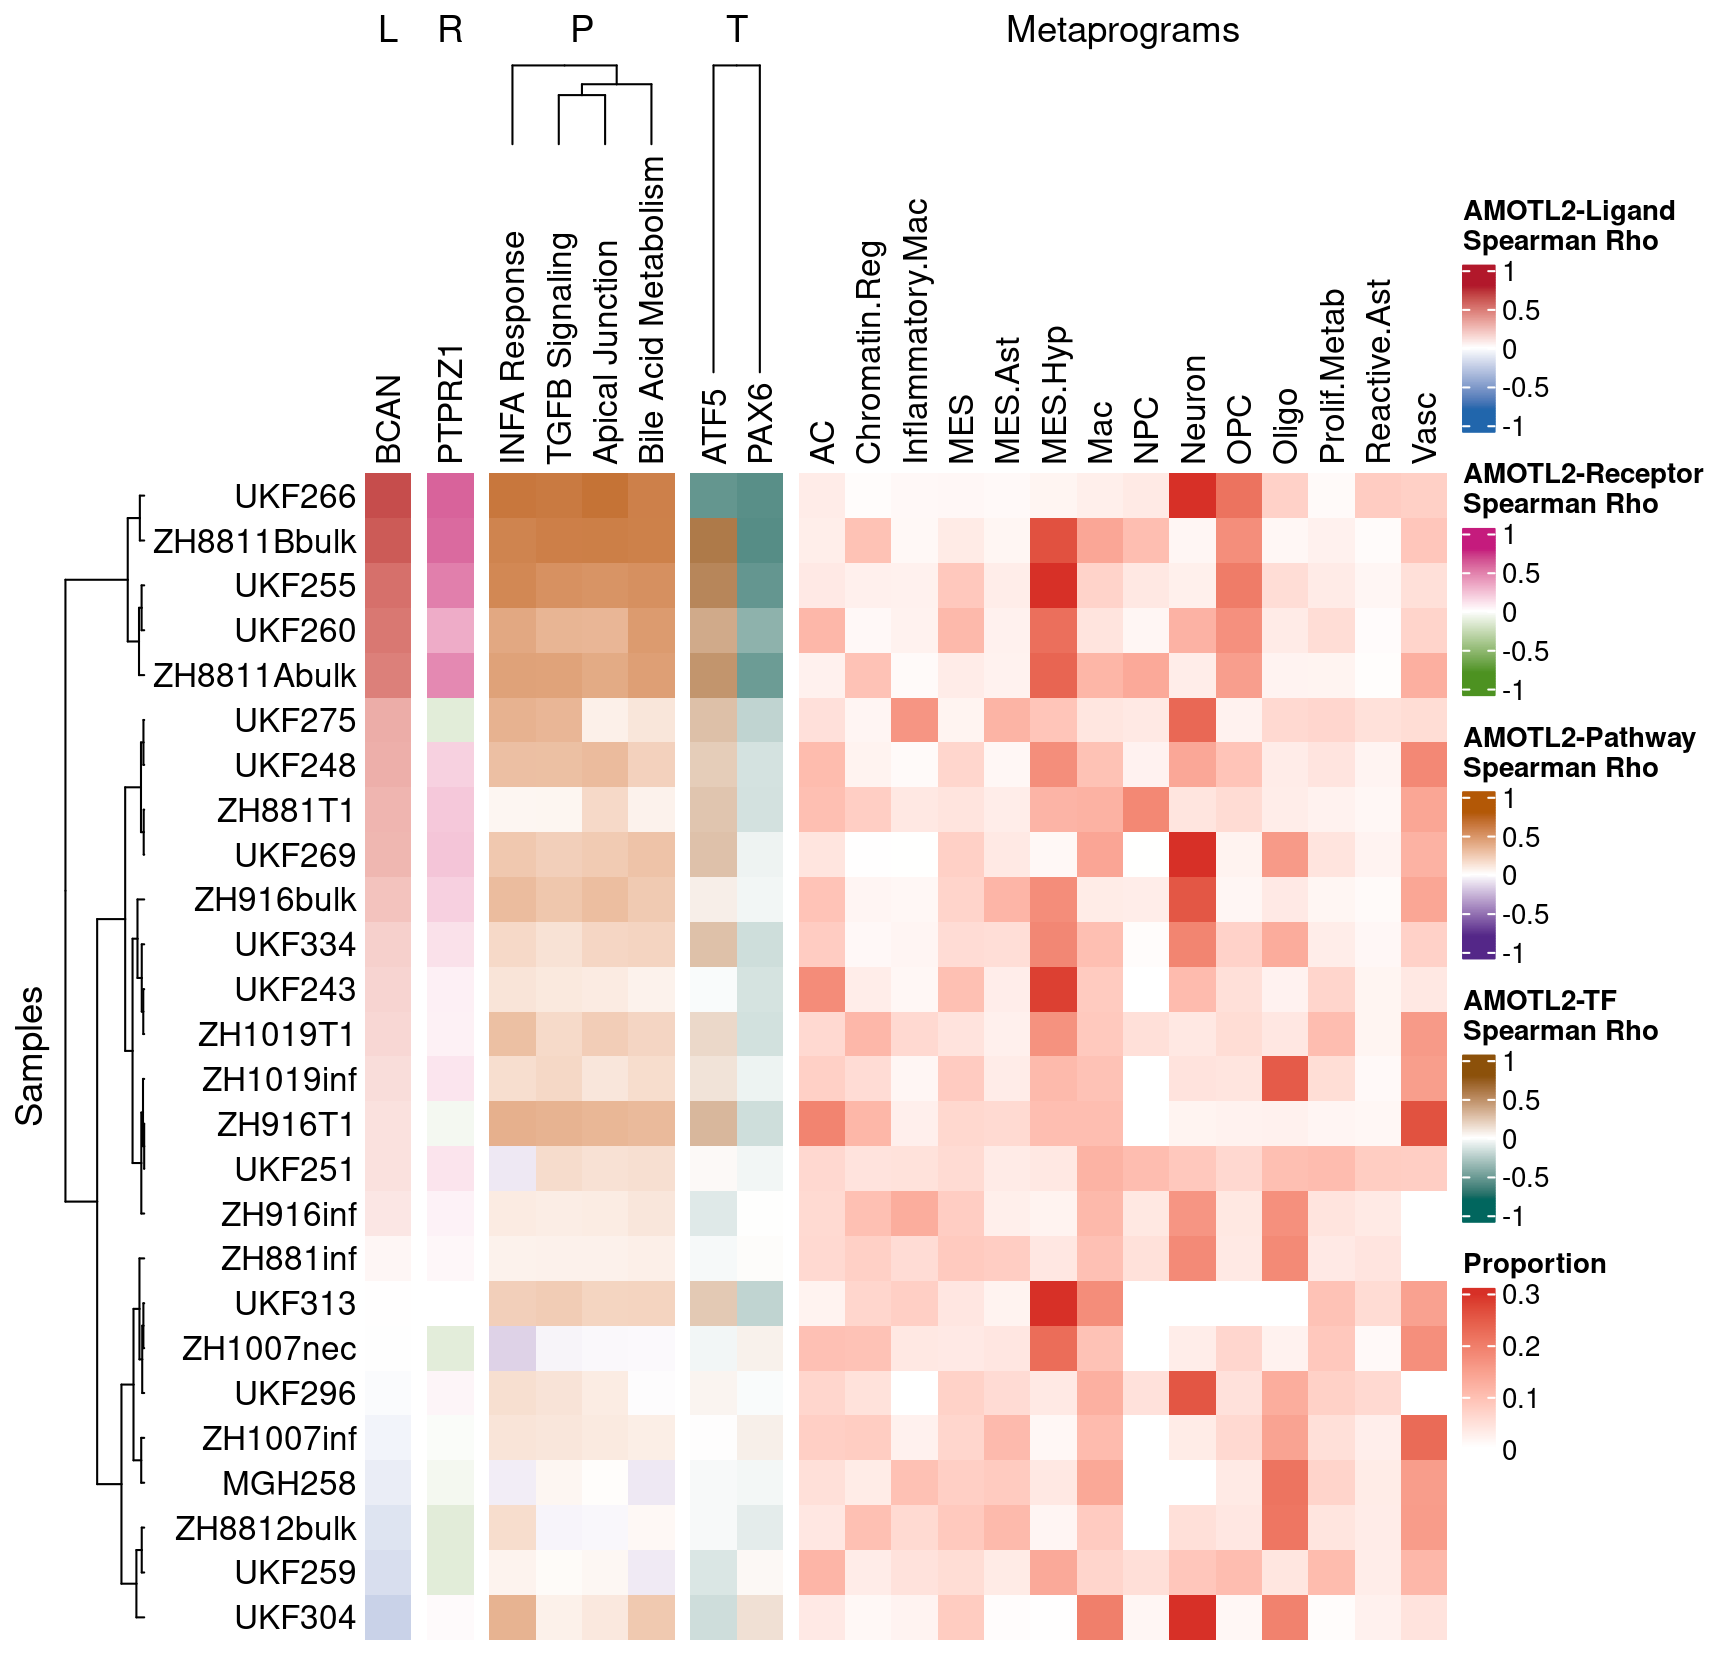 L R P T Metaprograms
BCAN
PTPRZ1
INFA Response
TGFB Signaling
Apical Junction
Bile Acid Metabolism
ATF5
PAX6
AC
Chromatin.Reg
Inflammatory.Mac
MES
MES.Ast
MES.Hyp
Mac
NPC
Neuron
OPC
Oligo
Prolif.Metab
Reactive.Ast
Vasc
Samples
UKF266
ZH8811Bbulk
UKF255
UKF260
ZH8811Abulk
UKF275
UKF248
ZH881T1
UKF269
ZH916bulk
UKF334
UKF243
ZH1019T1
ZH1019inf
ZH916T1
UKF251
ZH916inf
ZH881inf
UKF313
ZH1007nec
UKF296
ZH1007inf
MGH258
ZH8812bulk
UKF259
UKF304
AMOTL2-Ligand
Spearman Rho
1
0.5
0
-0.5
-1
AMOTL2-Receptor
Spearman Rho
1
0.5
0
-0.5
-1
AMOTL2-Pathway
Spearman Rho
1
0.5
0
-0.5
-1
AMOTL2-TF
Spearman Rho
1
0.5
0
-0.5
-1
Proportion
0.3
0.2
0.1
0